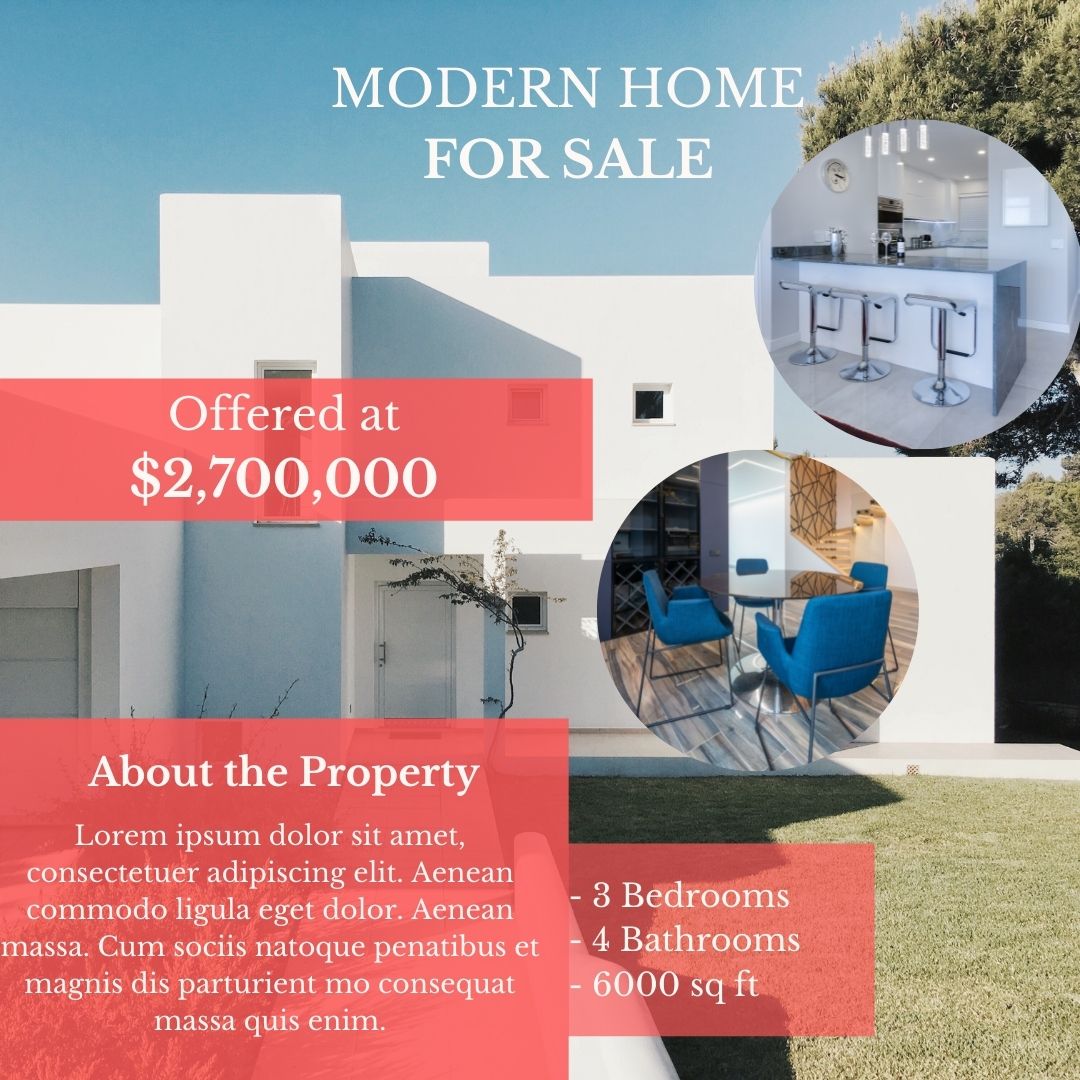 MODERN HOME
FOR SALE
Offered at
$2,700,000
About the Property
Lorem ipsum dolor sit amet,
consectetuer adipiscing elit. Aenean
commodo ligula eget dolor. Aenean
massa. Cum sociis natoque penatibus et
magnis dis parturient mo consequat
massa quis enim.
- 3 Bedrooms
- 4 Bathrooms
- 6000 sq ft